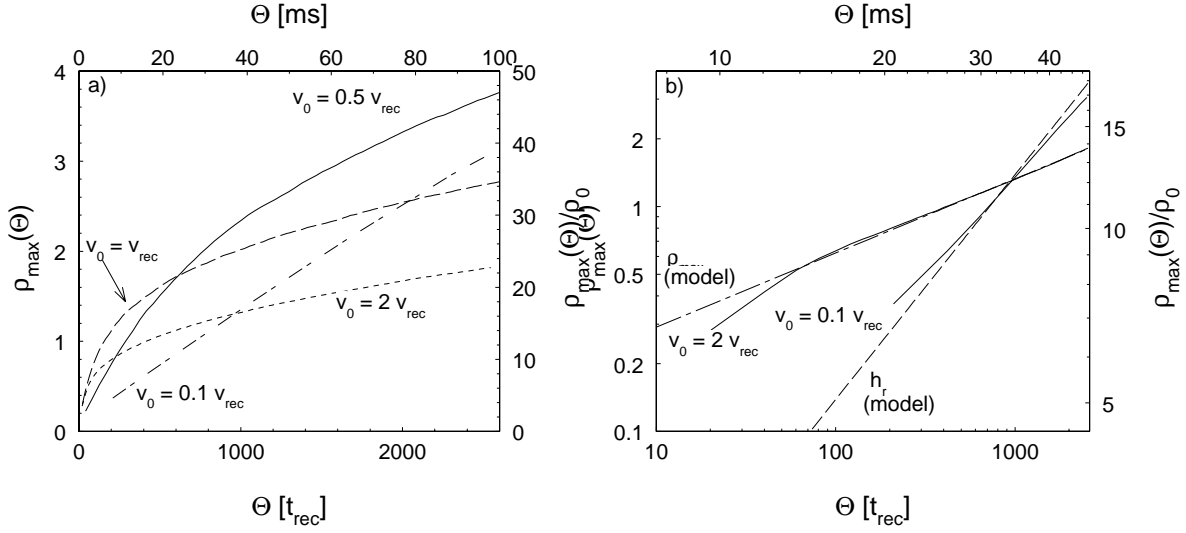 Θ [ms]
0 20 40 60 80 100
a)
v0 = 0.5 vrec
v0 = vrec
v0 = 2 vrec
v0 = 0.1 vrec
4
3
2
1
0
ρmax(Θ)
50
40
30
20
10
0
ρmax(Θ)/ρ0
0 1000 2000
Θ [trec]
Θ [ms]
10 20 30 40
b)
ρmax(Θ)
2
1
0.5
0.2
0.1
(model)
v0 = 0.1 vrec
v0 = 2 vrec
hr
(model)
15
10
5
ρmax(Θ)/ρ0
10 100 1000
Θ [trec]